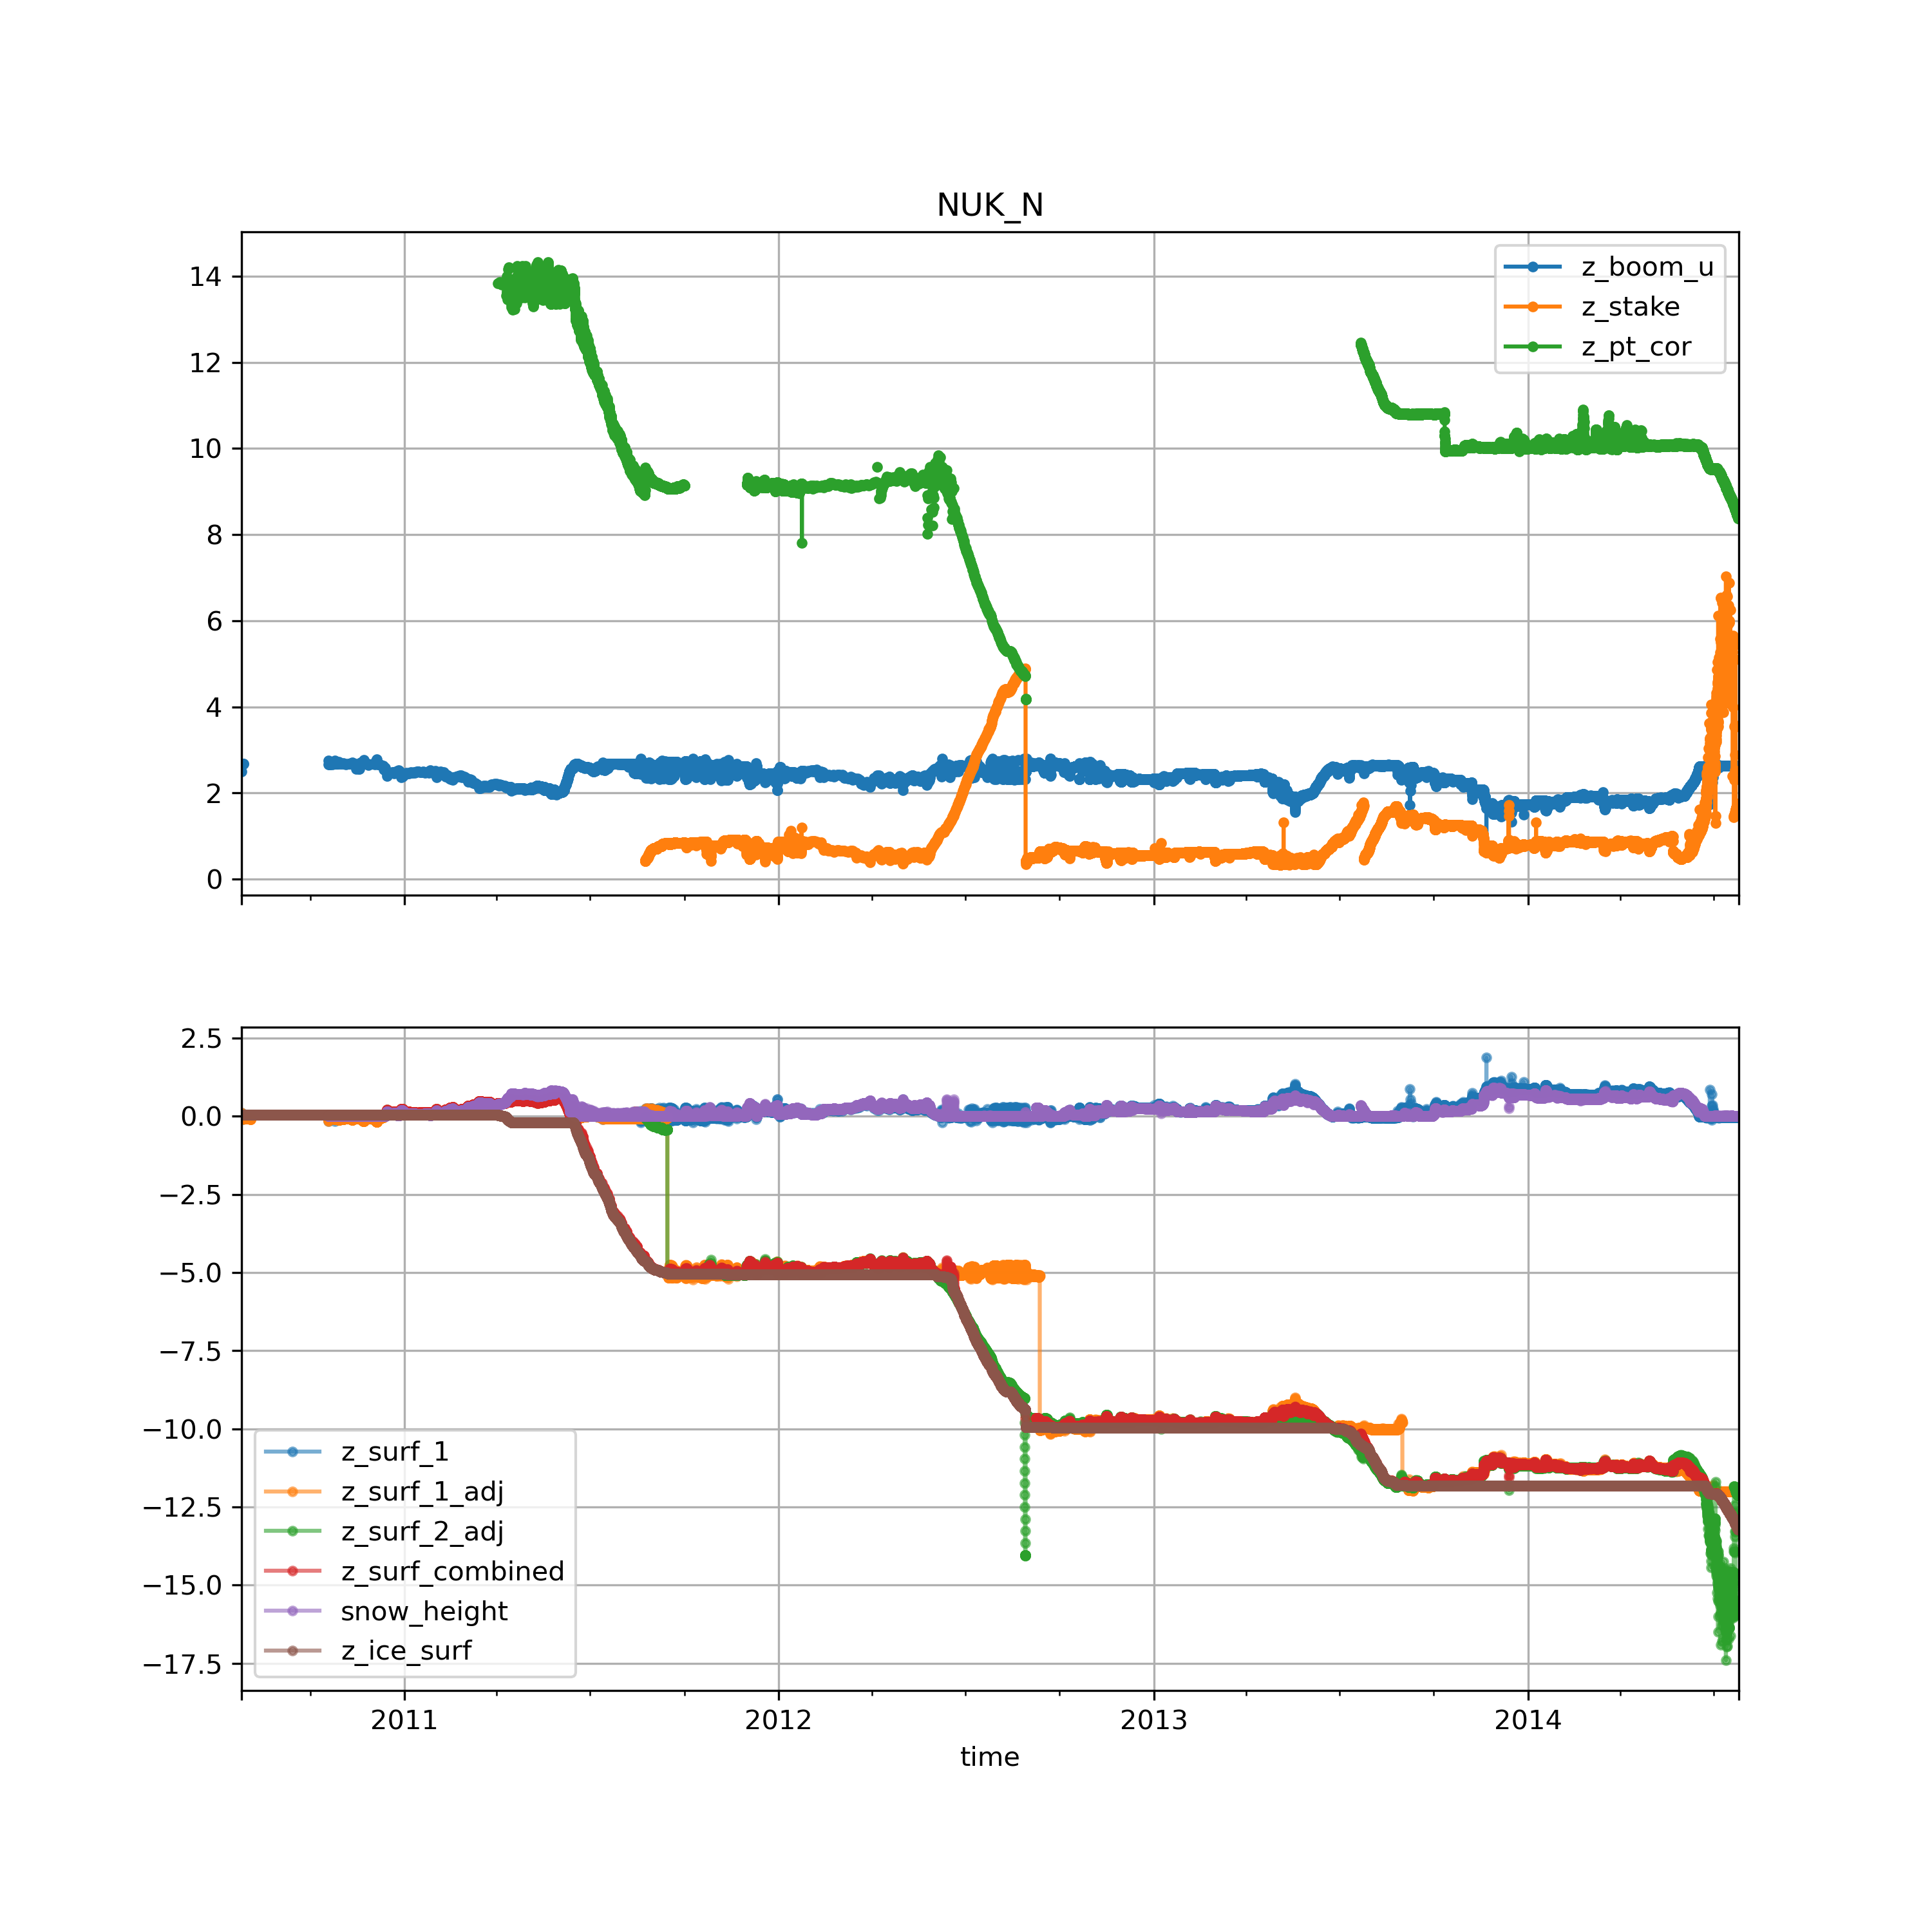 NUK_N
14
12
10
8
6
4
2
0
z_boom_u
z_stake
z_pt_cor
2.5
0.0
−2.5
−5.0
−7.5
−10.0
−12.5
−15.0
−17.5
z_surf_1
z_surf_1_adj
z_surf_2_adj
z_surf_combined
snow_height
z_ice_surf
2011 2012 2013 2014
time